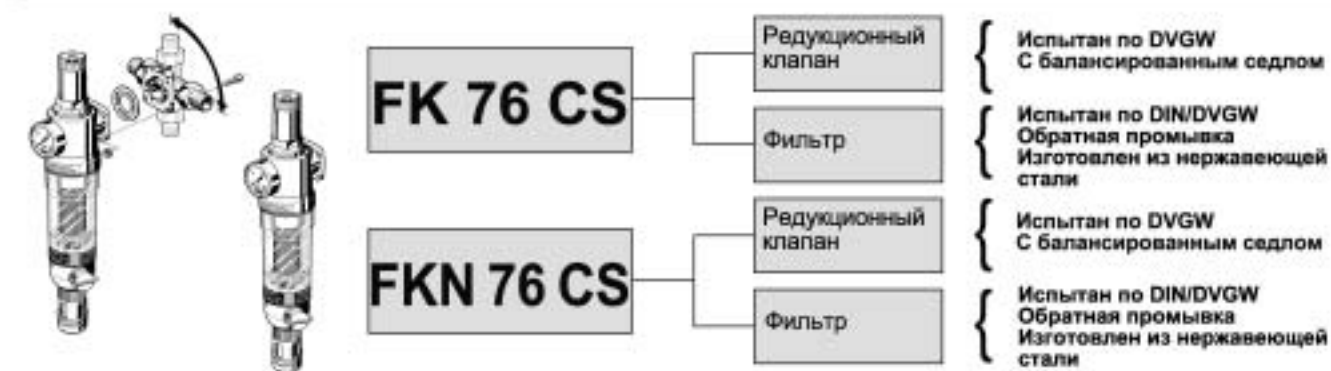 FK 76 CS
Редукционный
клапан
Испытан по DVGW
С балансированным седлом
Фильтр
Испытан по DIN/DVGW
Обратная промывка
Изготовлен из нержавеющей
стали
FKN 76 CS
Редукционный
клапан
Испытан по DVGW
С балансированным седлом
Фильтр
Испытан по DIN/DVGW
Обратная промывка
Изготовлен из нержавеющей
стали